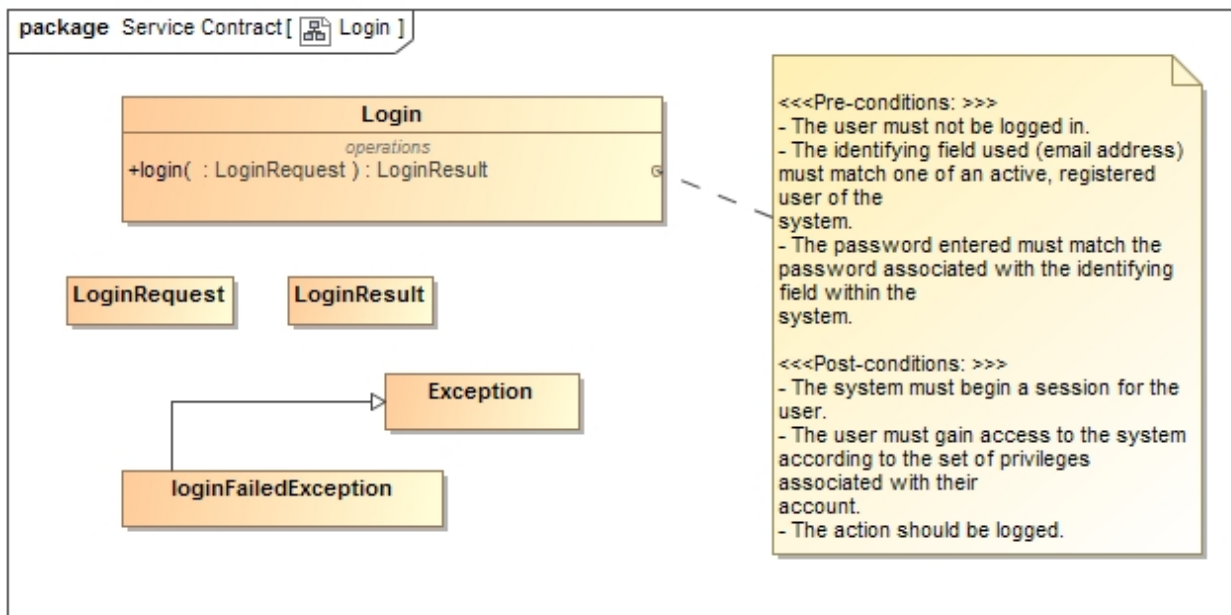 package Service Contract[ Login ]
Login
operations
+login( : LoginRequest ) : LoginResult
LoginRequest
LoginResult
Exception
loginFailedException
<<<Pre-conditions: >>>
- The user must not be logged in.
- The identifying field used (email address)
must match one of an active, registered
user of the
system.
- The password entered must match the
password associated with the identifying
field within the
system.
<<<Post-conditions: >>>
- The system must begin a session for the
user.
- The user must gain access to the system
according to the set of privileges
associated with their
account.
- The action should be logged.